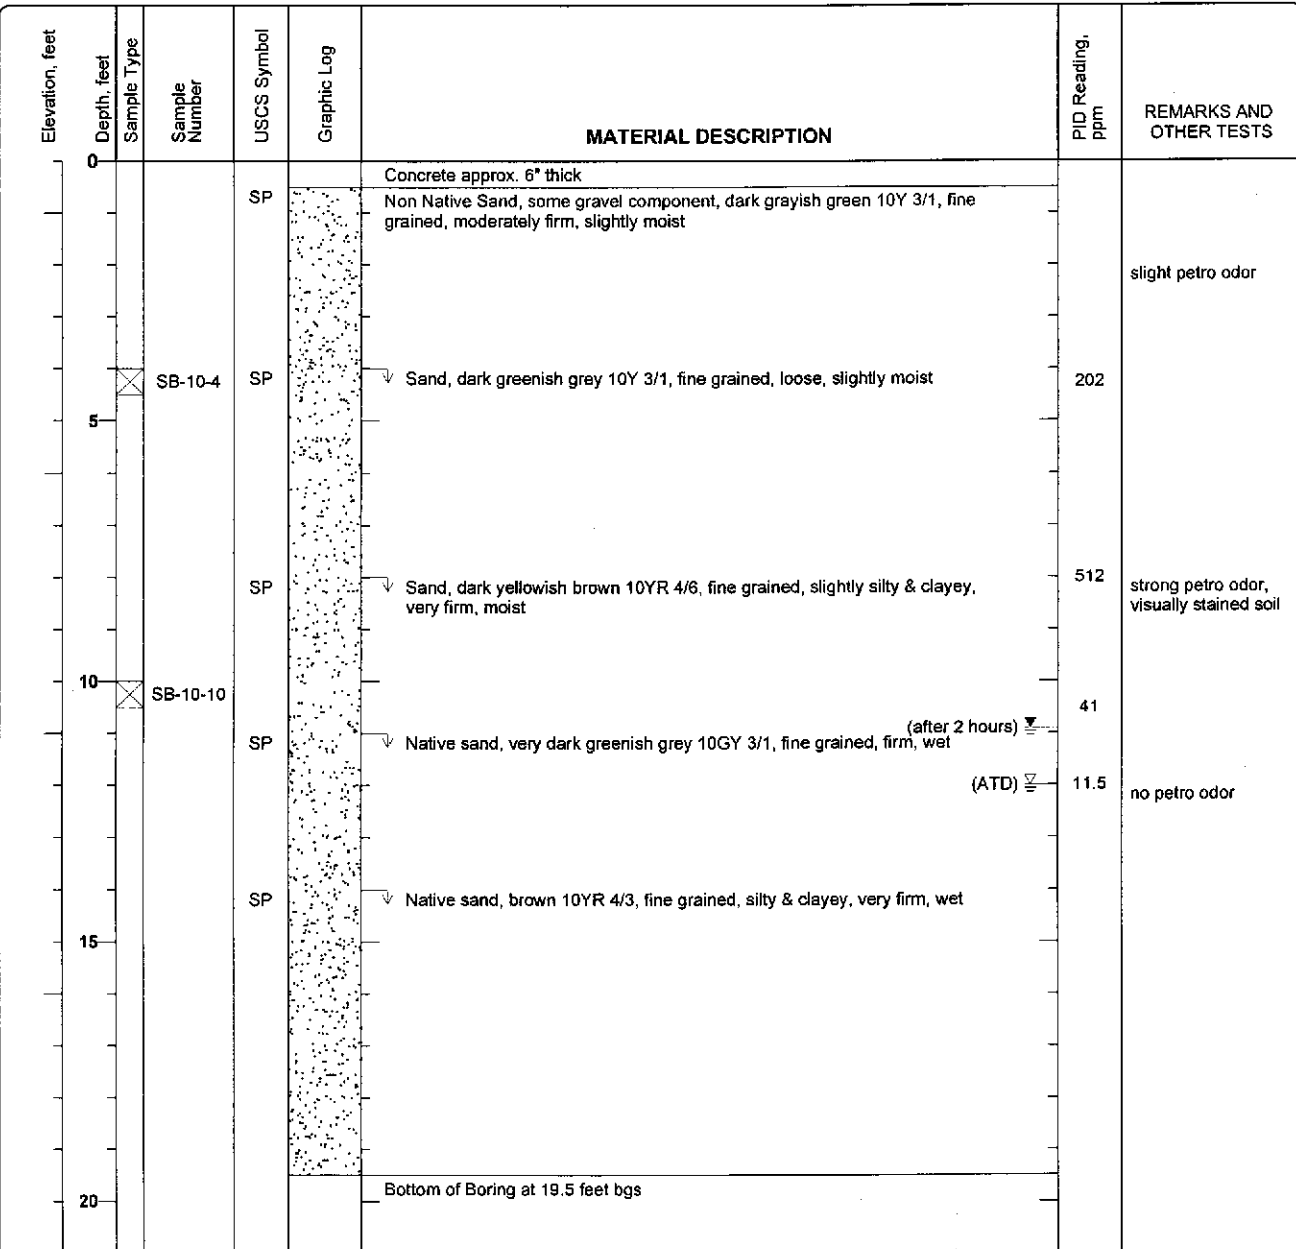 Elevation, feet
Depth, feet
Sample Type
Sample
Number
USCS Symbol
Graphic Log
MATERIAL DESCRIPTION
PID Reading,
ppm
REMARKS AND
OTHER TESTS
0
Concrete approx. 6" thick
SP
Non Native Sand, some gravel component, dark grayish green 10Y 3/1, fine
grained, moderately firm, slightly moist
slight petro odor
SB-10-4
SP
Sand, dark greenish grey 10Y 3/1, fine grained, loose, slightly moist
202
5
SP
Sand, dark yellowish brown 10YR 4/6, fine grained, slightly silty & clayey,
very firm, moist
512
strong petro odor,
visually stained soil
10
SB-10-10
41
(after 2 hours)
SP
Native sand, very dark greenish grey 10GY 3/1, fine grained, firm, wet
(ATD)
11.5
no petro odor
SP
Native sand, brown 10YR 4/3, fine grained, silty & clayey, very firm, wet
15
Bottom of Boring at 19.5 feet bgs
20